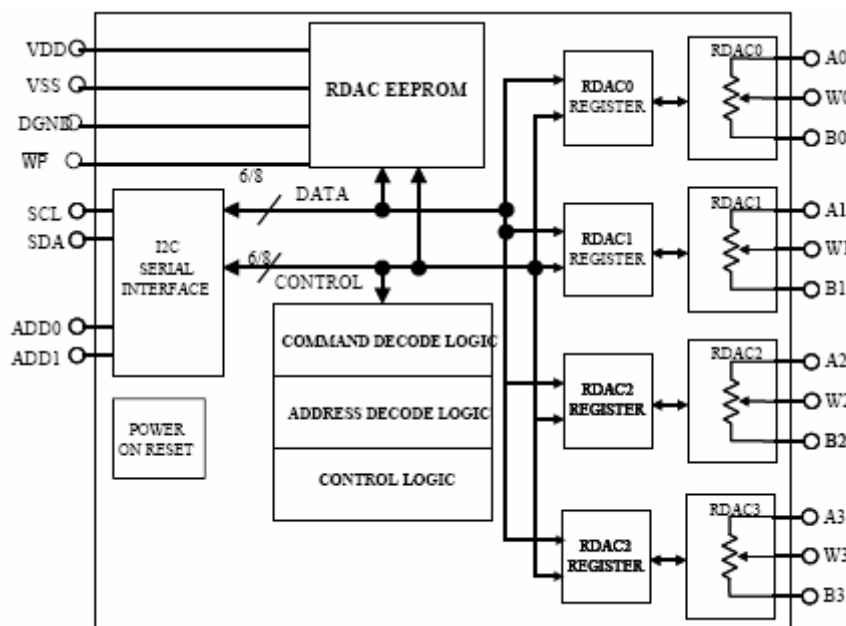 VDD
VSS
DGND
WP
RDAC EEPROM
6/8
DATA
SCL
SDA
I2C
SERIAL
INTERFACE
6/8
CONTROL
ADD0
ADD1
COMMAND DECODE LOGIC
ADDRESS DECODE LOGIC
CONTROL LOGIC
POWER
ON RESET
RDAC0
REGISTER
RDAC0
A0
W0
B0
RDAC1
REGISTER
RDAC1
A1
W1
B1
RDAC2
REGISTER
RDAC2
A2
W2
B2
RDAC3
REGISTER
RDAC3
A3
W3
B3